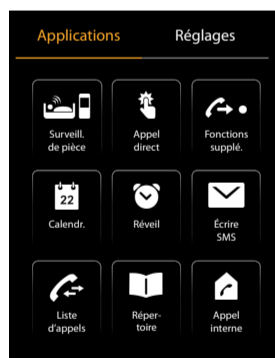 Applications Réglages
Surveill. Appel Fonctions
de pièce direct supplé.
22
Calendr. Réveil Écrire
SMS
Liste Réper- Appel
d'appels toire interne